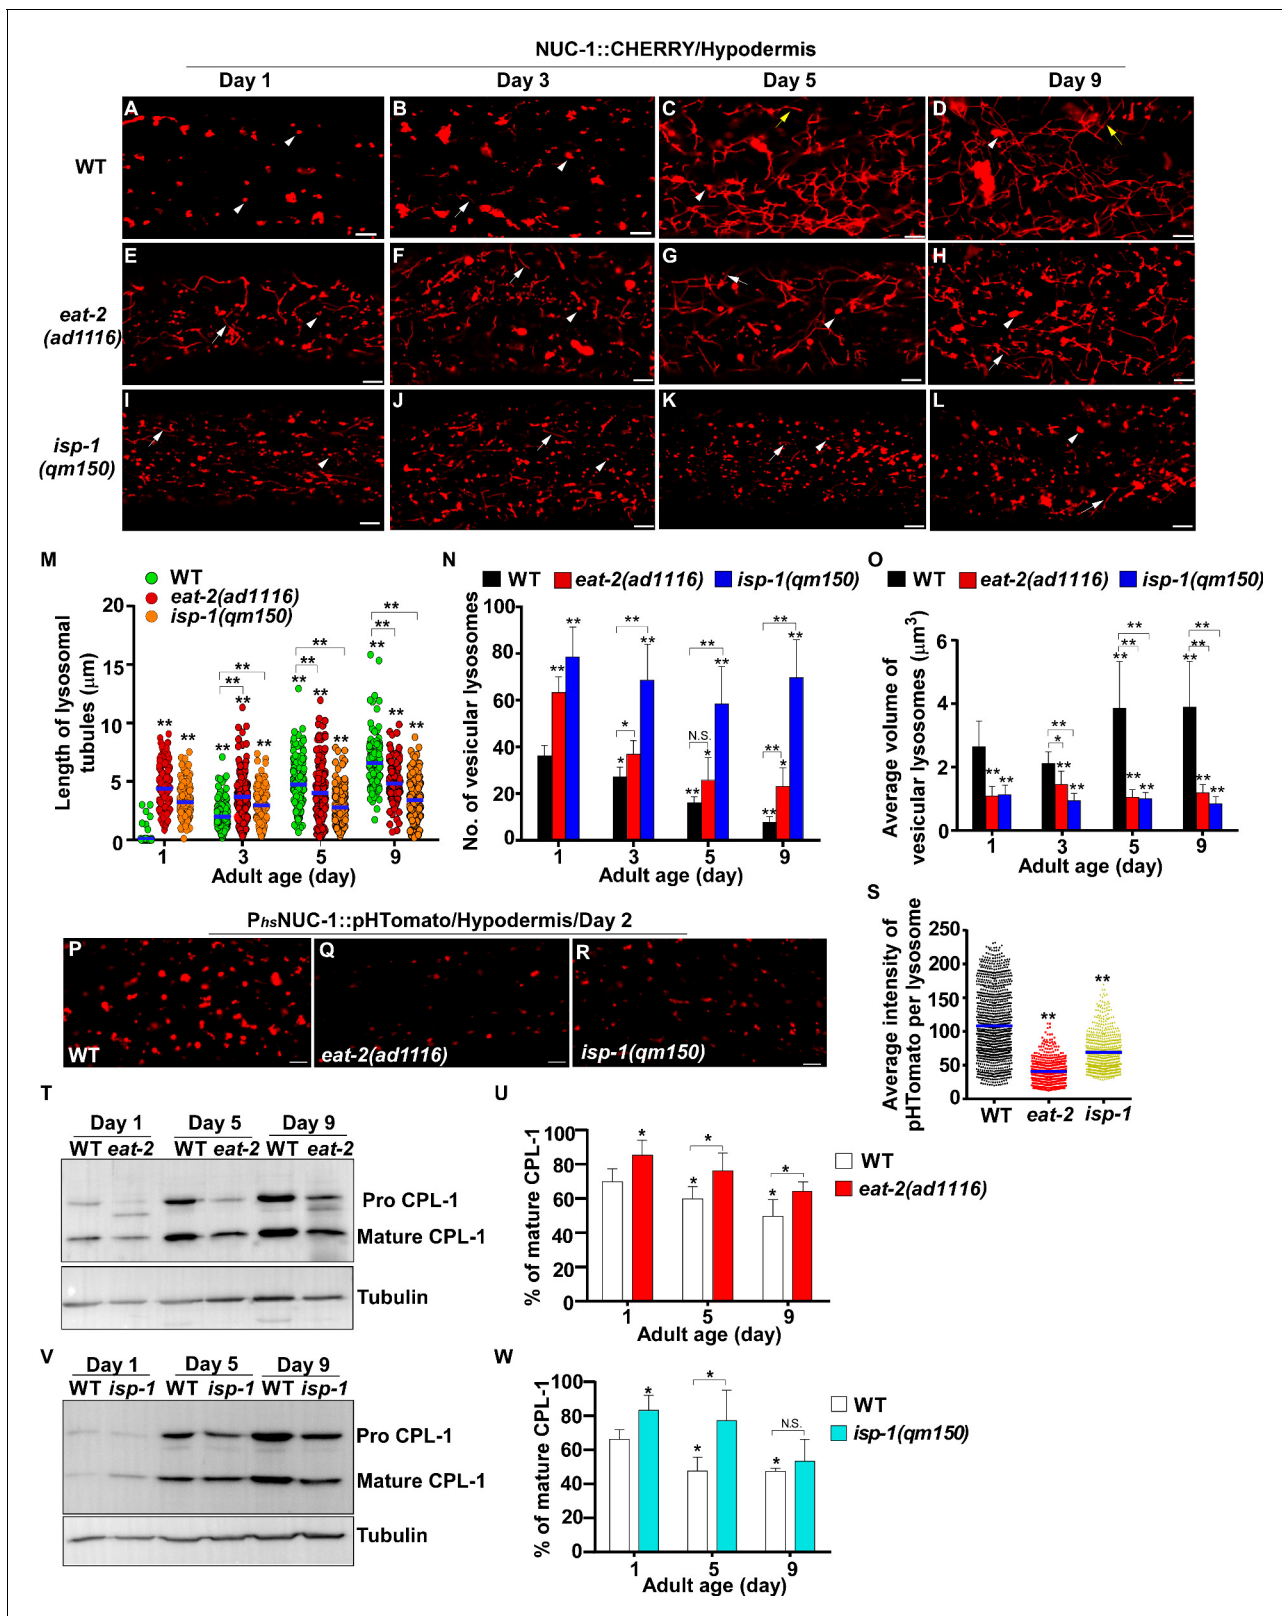 NUC-1::CHERRY/Hypodermis
Day 1 Day 3 Day 5 Day 9
WT
A B C D
eat-2
(ad1116)
E F G H
isp-1
(qm150)
I J K L
M
WT
eat-2(ad1116)
isp-1(qm150)
Length of lysosomal
tubules (μm)
20
15
10
5
0
** ** ** ** ** ** ** ** ** ** ** ** ** ** ** ** **
1 3 5 9
Adult age (day)
N
WT eat-2(ad1116) isp-1(qm150)
No. of vesicular lysosomes
100
80
60
40
20
0
** ** ** ** * * ** ** N.S. * ** ** ** ** ** * **
1 3 5 9
Adult age (day)
O
WT eat-2(ad1116) isp-1(qm150)
Average volume of
vesicular lysosomes (μm³)
6
4
2
0
** ** ** * ** ** ** ** ** ** ** ** ** ** ** **
1 3 5 9
Adult age (day)
PhsNUC-1::pHTomato/Hypodermis/Day 2
P WT
Q eat-2(ad1116)
R isp-1(qm150)
S
Average intensity of
pHTomato per lysosome
250
200
150
100
50
0
** **
WT eat-2 isp-1
T
Day 1 Day 5 Day 9
WT eat-2 WT eat-2 WT eat-2
Pro CPL-1
Mature CPL-1
Tubulin
U
% of mature CPL-1
100
80
60
40
20
0
* * * * * *
1 5 9
Adult age (day)
WT
eat-2(ad1116)
V
Day 1 Day 5 Day 9
WT isp-1 WT isp-1 WT isp-1
Pro CPL-1
Mature CPL-1
Tubulin
W
% of mature CPL-1
100
80
60
40
20
0
* * * * N.S.
1 5 9
Adult age (day)
WT
isp-1(qm150)